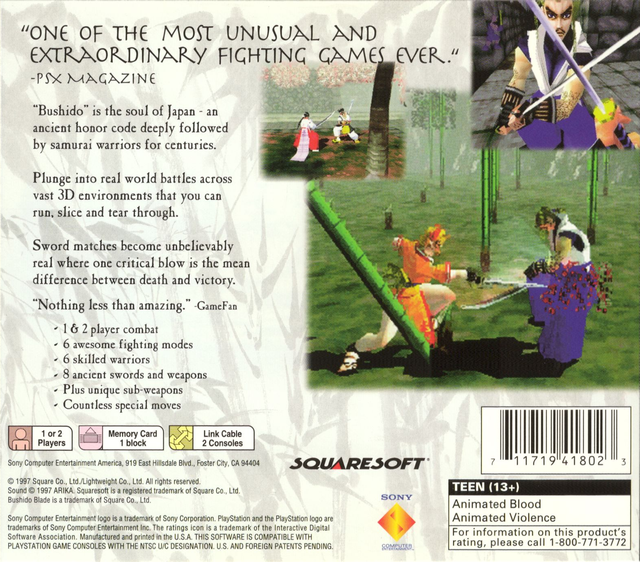 "ONE OF THE MOST UNUSUAL AND
EXTRAORDINARY FIGHTING GAMES EVER."
-PSX MAGAZINE
"Bushido" is the soul of Japan - an
ancient honor code deeply followed
by samurai warriors for centuries.
Plunge into real world battles across
vast 3D environments that you can
run, slice and tear through.
Sword matches become unbelievably
real where one critical blow is the mean
difference between death and victory.
"Nothing less than amazing." -GameFan
- 1 & 2 player combat
- 6 awesome fighting modes
- 6 skilled warriors
- 8 ancient swords and weapons
- Plus unique sub-weapons
- Countless special moves
1 or 2
Players
Memory Card
1 block
Link Cable
2 Consoles
Sony Computer Entertainment America, 919 East Hillsdale Blvd., Foster City, CA 94404
© 1997 Square Co., Ltd./Lightweight Co., Ltd. All rights reserved.
Sound © 1997 ARIKA. Squaresoft is a registered trademark of Square Co., Ltd.
Bushido Blade is a trademark of Square Co., Ltd.
Sony Computer Entertainment logo is a trademark of Sony Corporation. PlayStation and the PlayStation logo are
trademarks of Sony Computer Entertainment Inc. The ratings icon is a trademark of the Interactive Digital
Software Association. Manufactured and printed in the U.S.A. THIS SOFTWARE IS COMPATIBLE WITH
PLAYSTATION GAME CONSOLES WITH THE NTSC U/C DESIGNATION. U.S. AND FOREIGN PATENTS PENDING.
SQUARESOFT®
SONY
COMPUTER
ENTERTAINMENT
7 11719 41802 3
TEEN (13+)
Animated Blood
Animated Violence
For information on this product's
rating, please call 1-800-771-3772